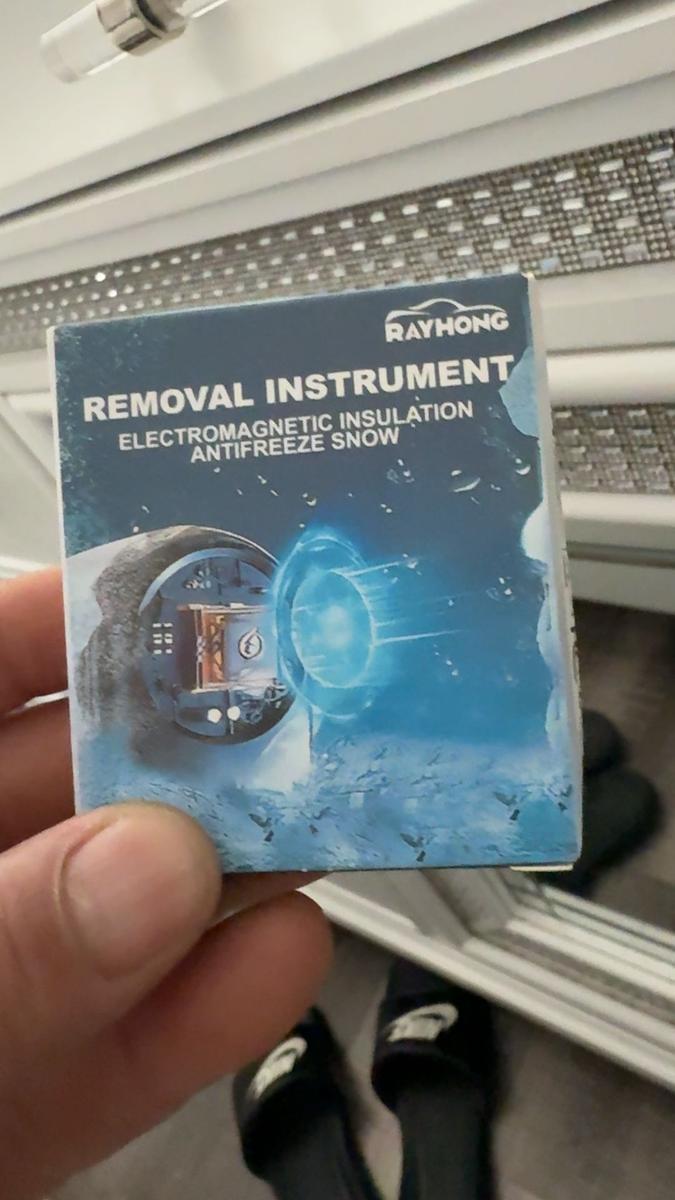 RAYHONG
REMOVAL INSTRUMENT
ELECTROMAGNETIC INSULATION
ANTIFREEZE SNOW